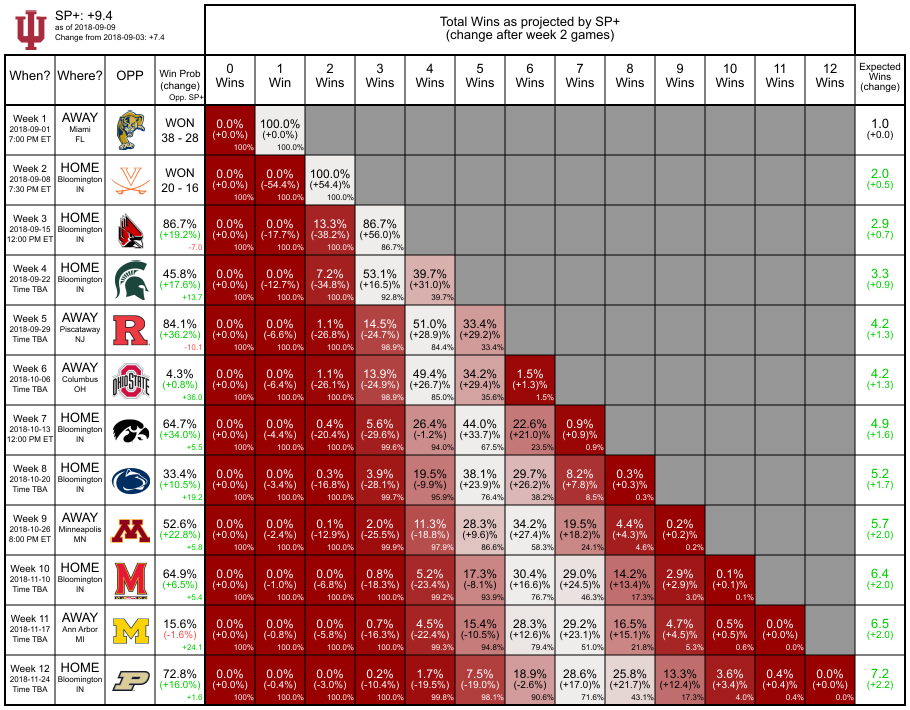 SP+: +9.4
as of 2018-09-09
Change from 2018-09-03: +7.4
Total Wins as projected by SP+
(change after week 2 games)
When? Where? OPP Win Prob (change) Opp. SP+ 0 Wins 1 Win 2 Wins 3 Wins 4 Wins 5 Wins 6 Wins 7 Wins 8 Wins 9 Wins 10 Wins 11 Wins 12 Wins Expected Wins (change)
Week 1 AWAY WON 0.0% 100.0% 1.0
2018-09-01 Miami 38 - 28 (+0.0%) (+0.0%) (+0.0)
7:00 PM ET FL 100% 100.0%
Week 2 HOME WON 0.0% 0.0% 100.0% 2.0
2018-09-08 Bloomington 20 - 16 (+0.0%) (-54.4%) (+54.4)% (+0.5)
7:30 PM ET IN 100% 100.0% 100.0%
Week 3 HOME 86.7% 0.0% 0.0% 13.3% 86.7% 2.9
2018-09-15 Bloomington (+19.2%) (+0.0%) (-17.7%) (-38.2%) (+56.0)% (+0.7)
12:00 PM ET IN -7.0 100% 100.0% 100.0% 86.7%
Week 4 HOME 45.8% 0.0% 0.0% 7.2% 53.1% 39.7% 3.3
2018-09-22 Bloomington (+17.6%) (+0.0%) (-12.7%) (-34.8%) (+16.5)% (+31.0)% (+0.9)
Time TBA IN +13.7 100% 100.0% 100.0% 92.8% 39.7%
Week 5 AWAY R 84.1% 0.0% 0.0% 1.1% 14.5% 51.0% 33.4% 4.2
2018-09-29 Piscataway (+36.2%) (+0.0%) (-6.6%) (-26.8%) (-24.7%) (+28.9)% (+29.2)% (+1.3)
Time TBA NJ -10.1 100% 100.0% 100.0% 98.9% 84.4% 33.4%
Week 6 AWAY OHIO STATE 4.3% 0.0% 0.0% 1.1% 13.9% 49.4% 34.2% 1.5% 4.2
2018-10-06 Columbus (+0.8%) (+0.0%) (-6.4%) (-26.1%) (-24.9%) (+26.7)% (+29.4)% (+1.3)% (+1.3)
Time TBA OH +36.0 100% 100.0% 100.0% 98.9% 85.0% 35.6% 1.5%
Week 7 HOME 64.7% 0.0% 0.0% 0.4% 5.6% 26.4% 44.0% 22.6% 0.9% 4.9
2018-10-13 Bloomington (+34.0%) (+0.0%) (-4.4%) (-20.4%) (-29.6%) (-1.2%) (+33.7)% (+21.0)% (+0.9)% (+1.6)
12:00 PM ET IN +5.5 100% 100.0% 100.0% 99.6% 94.0% 67.5% 23.5% 0.9%
Week 8 HOME 33.4% 0.0% 0.0% 0.3% 3.9% 19.5% 38.1% 29.7% 8.2% 0.3% 5.2
2018-10-20 Bloomington (+10.5%) (+0.0%) (-3.4%) (-16.8%) (-28.1%) (-9.9%) (+23.9)% (+26.2)% (+7.8)% (+0.3)% (+1.7)
Time TBA IN +19.2 100% 100.0% 100.0% 99.7% 95.9% 76.4% 38.2% 8.5% 0.3%
Week 9 AWAY M 52.6% 0.0% 0.0% 0.1% 2.0% 11.3% 28.3% 34.2% 19.5% 4.4% 0.2% 5.7
2018-10-26 Minneapolis (+22.8%) (+0.0%) (-2.4%) (-12.9%) (-25.5%) (-18.8%) (+9.6)% (+27.4)% (+18.2)% (+4.3)% (+0.2)% (+2.0)
8:00 PM ET MN +5.8 100% 100.0% 100.0% 99.9% 97.9% 86.6% 58.3% 24.1% 4.6% 0.2%
Week 10 HOME M 64.9% 0.0% 0.0% 0.0% 0.8% 5.2% 17.3% 30.4% 29.0% 14.2% 2.9% 0.1% 6.4
2018-11-10 Bloomington (+6.5%) (+0.0%) (-1.0%) (-6.8%) (-18.3%) (-23.4%) (-8.1%) (+16.6)% (+24.5)% (+13.4)% (+2.9)% (+0.1)% (+2.0)
Time TBA IN +5.4 100% 100.0% 100.0% 100.0% 99.2% 93.9% 76.7% 46.3% 17.3% 3.0% 0.1%
Week 11 AWAY M 15.6% 0.0% 0.0% 0.0% 0.7% 4.5% 15.4% 28.3% 29.2% 16.5% 4.7% 0.5% 0.0% 6.5
2018-11-17 Ann Arbor (-1.6%) (+0.0%) (-0.8%) (-5.8%) (-16.3%) (-22.4%) (-10.5%) (+12.6)% (+23.1)% (+15.1)% (+4.5)% (+0.5)% (+0.0)% (+2.0)
Time TBA MI +24.1 100% 100.0% 100.0% 100.0% 99.3% 94.8% 79.4% 51.0% 21.8% 5.3% 0.6% 0.0%
Week 12 HOME P 72.8% 0.0% 0.0% 0.0% 0.2% 1.7% 7.5% 18.9% 28.6% 25.8% 13.3% 3.6% 0.4% 0.0% 7.2
2018-11-24 Bloomington (+16.0%) (+0.0%) (-0.4%) (-3.0%) (-10.4%) (-19.5%) (-19.0%) (-2.6%) (+17.0)% (+21.7)% (+12.4)% (+3.4)% (+0.4)% (+0.0)% (+2.2)
Time TBA IN +1.6 100% 100.0% 100.0% 100.0% 99.8% 98.1% 90.6% 71.6% 43.1% 17.3% 4.0% 0.4% 0.0%